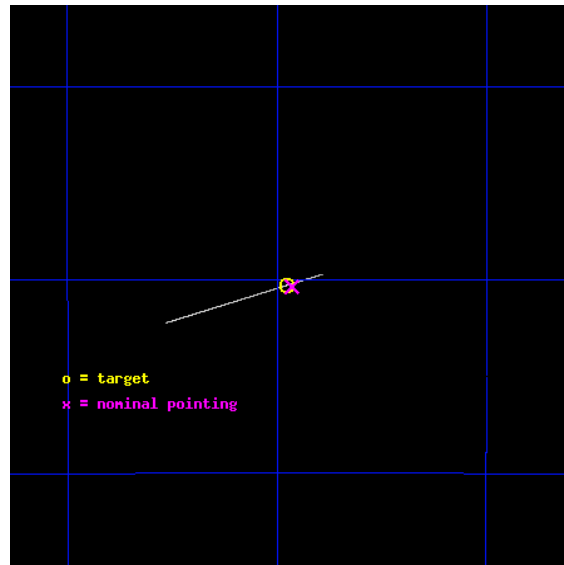 o = target
x = nominal pointing